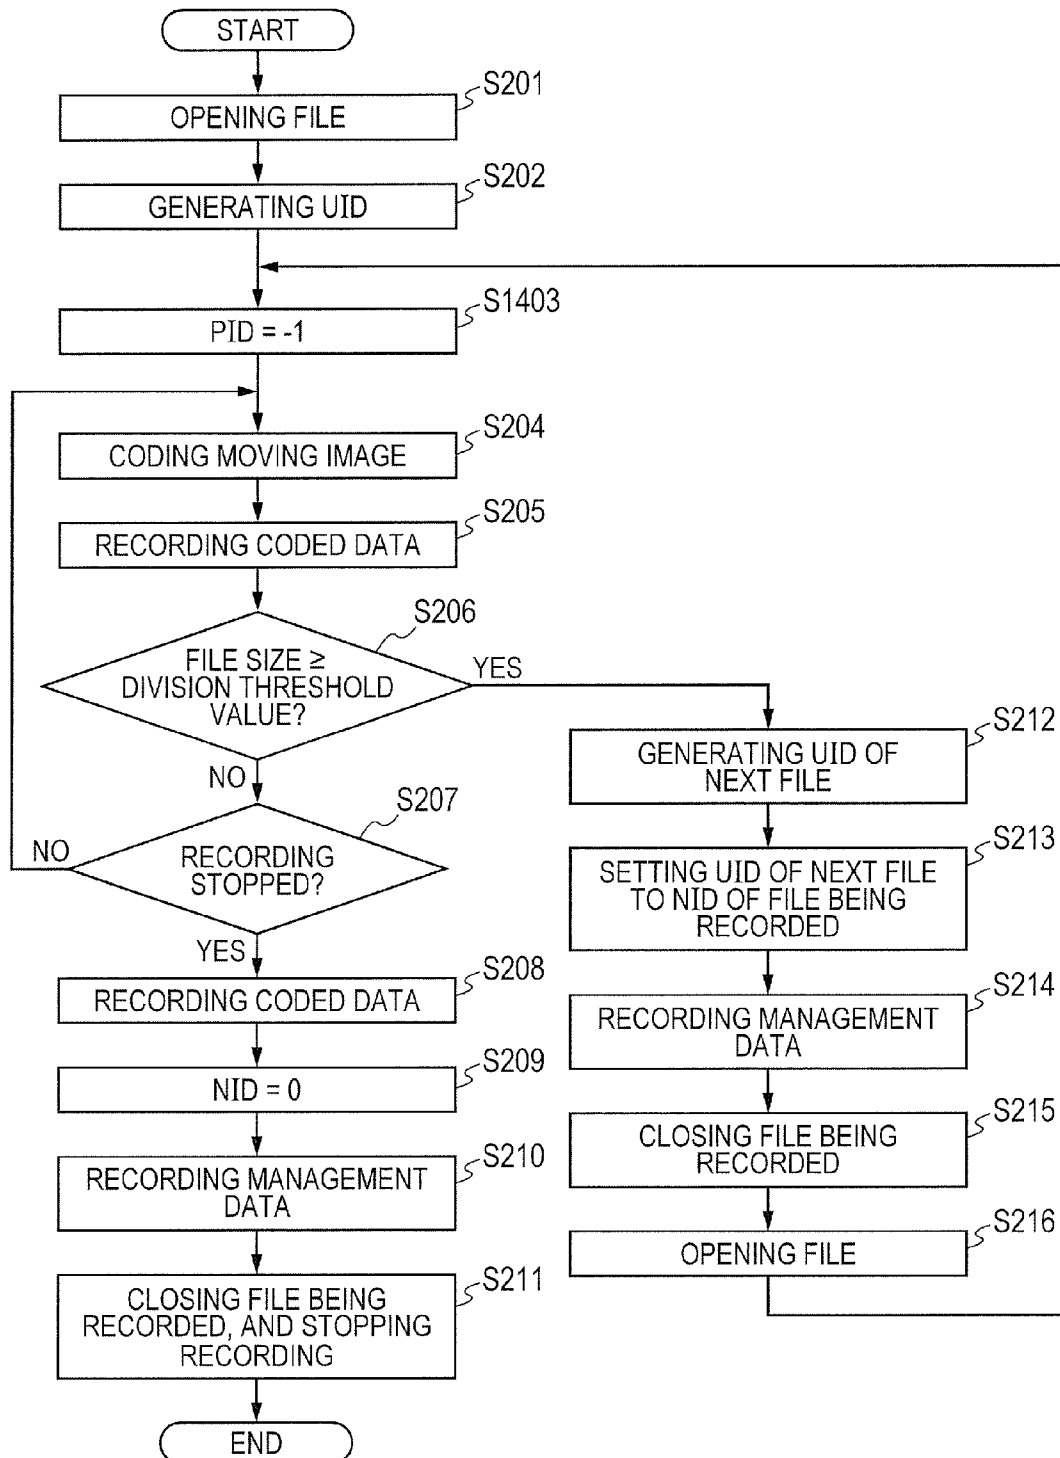 START
S201
OPENING FILE
S202
GENERATING UID
S1403
PID = -1
S204
CODING MOVING IMAGE
S205
RECORDING CODED DATA
S206
FILE SIZE ≥
DIVISION THRESHOLD
VALUE?
YES
NO
S207
RECORDING
STOPPED?
NO
YES
S208
RECORDING CODED DATA
S209
NID = 0
S210
RECORDING MANAGEMENT
DATA
S211
CLOSING FILE BEING
RECORDED, AND STOPPING
RECORDING
END
S212
GENERATING UID OF
NEXT FILE
S213
SETTING UID OF NEXT FILE
TO NID OF FILE BEING
RECORDED
S214
RECORDING MANAGEMENT
DATA
S215
CLOSING FILE BEING
RECORDED
S216
OPENING FILE